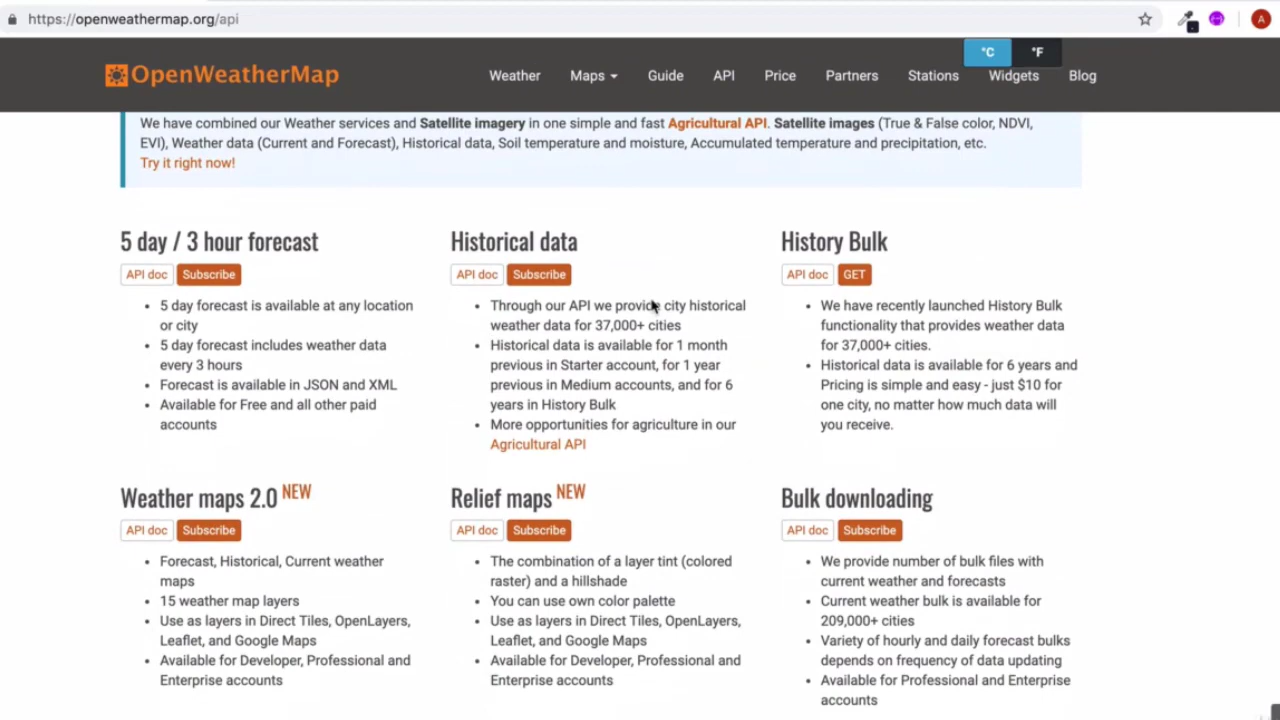 https://openweathermap.org/api
A
°C
°F
OpenWeatherMap
Weather
Maps
Guide
API
Price
Partners
Stations
Widgets
Blog
We have combined our Weather services and Satellite imagery in one simple and fast Agricultural API. Satellite images (True & False color, NDVI,
EVI), Weather data (Current and Forecast), Historical data, Soil temperature and moisture, Accumulated temperature and precipitation, etc.
Try it right now!
5 day / 3 hour forecast
API doc
Subscribe
5 day forecast is available at any location
or city
5 day forecast includes weather data
every 3 hours
Forecast is available in JSON and XML
Available for Free and all other paid
accounts
Historical data
API doc
Subscribe
Through our API we provide city historical
weather data for 37,000+ cities
Historical data is available for 1 month
previous in Starter account, for 1 year
previous in Medium accounts, and for 6
years in History Bulk
More opportunities for agriculture in our
Agricultural API
History Bulk
API doc
GET
We have recently launched History Bulk
functionality that provides weather data
for 37,000+ cities.
Historical data is available for 6 years and
Pricing is simple and easy - just $10 for
one city, no matter how much data will
you receive.
Weather maps 2.0 NEW
API doc
Subscribe
Forecast, Historical, Current weather
maps
15 weather map layers
Use as layers in Direct Tiles, OpenLayers,
Leaflet, and Google Maps
Available for Developer, Professional and
Enterprise accounts
Relief maps NEW
API doc
Subscribe
The combination of a layer tint (colored
raster) and a hillshade
You can use own color palette
Use as layers in Direct Tiles, OpenLayers,
Leaflet, and Google Maps
Available for Developer, Professional and
Enterprise accounts
Bulk downloading
API doc
Subscribe
We provide number of bulk files with
current weather and forecasts
Current weather bulk is available for
209,000+ cities
Variety of hourly and daily forecast bulks
depends on frequency of data updating
Available for Professional and Enterprise
accounts